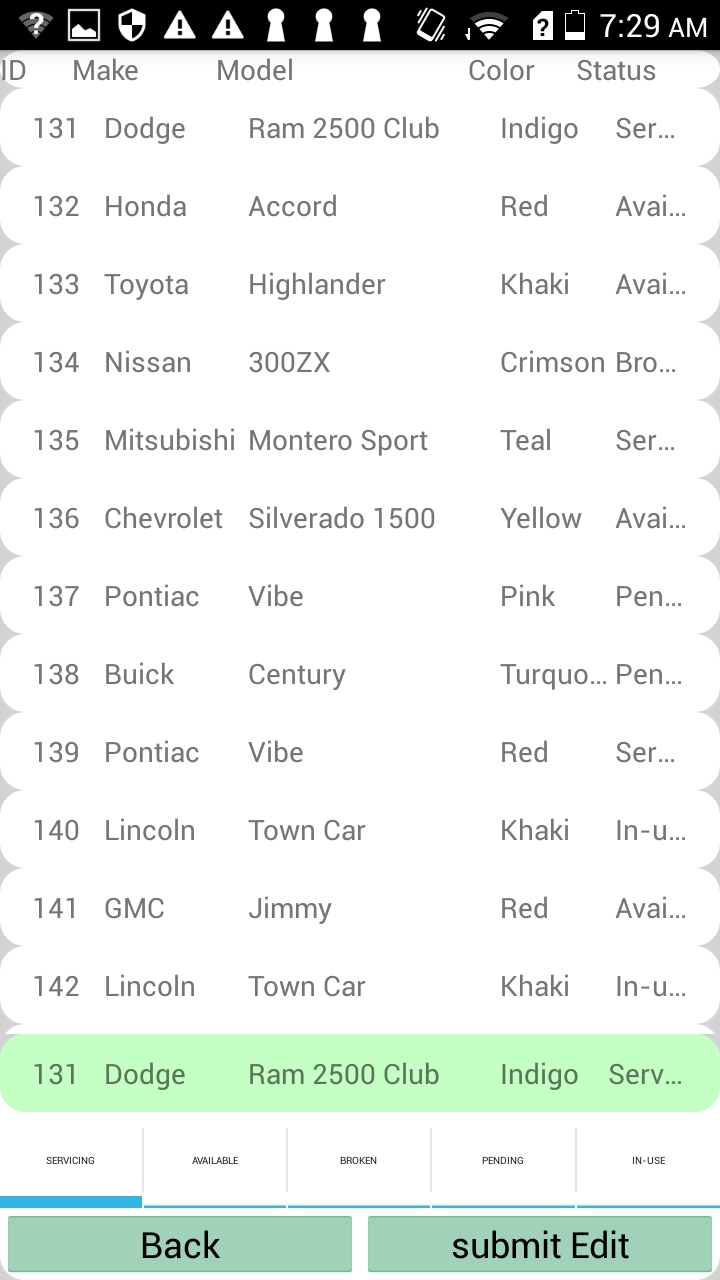 7:29 AM
ID Make Model Color Status
131 Dodge Ram 2500 Club Indigo Ser...
132 Honda Accord Red Avai...
133 Toyota Highlander Khaki Avai...
134 Nissan 300ZX Crimson Bro...
135 Mitsubishi Montero Sport Teal Ser...
136 Chevrolet Silverado 1500 Yellow Avai...
137 Pontiac Vibe Pink Pen...
138 Buick Century Turquo... Pen...
139 Pontiac Vibe Red Ser...
140 Lincoln Town Car Khaki In-u...
141 GMC Jimmy Red Avai...
142 Lincoln Town Car Khaki In-u...
131 Dodge Ram 2500 Club Indigo Serv...
SERVICING AVAILABLE BROKEN PENDING IN-USE
Back submit Edit